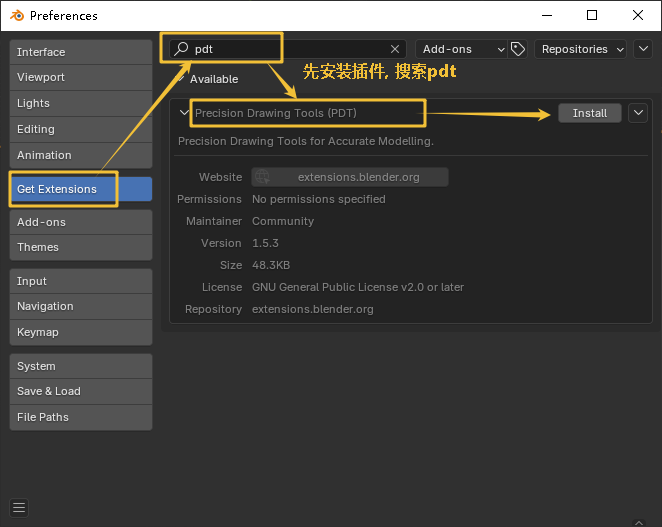 Preferences
Interface
Viewport
Lights
Editing
Animation
Get Extensions
Add-ons
Themes
Input
Navigation
Keymap
System
Save & Load
File Paths
pdt
Add-ons
Repositories
先安装插件, 搜索pdt
Available
Precision Drawing Tools (PDT)
Install
Precision Drawing Tools for Accurate Modelling.
Website extensions.blender.org
Permissions No permissions specified
Maintainer Community
Version 1.5.3
Size 48.3KB
License GNU General Public License v2.0 or later
Repository extensions.blender.org